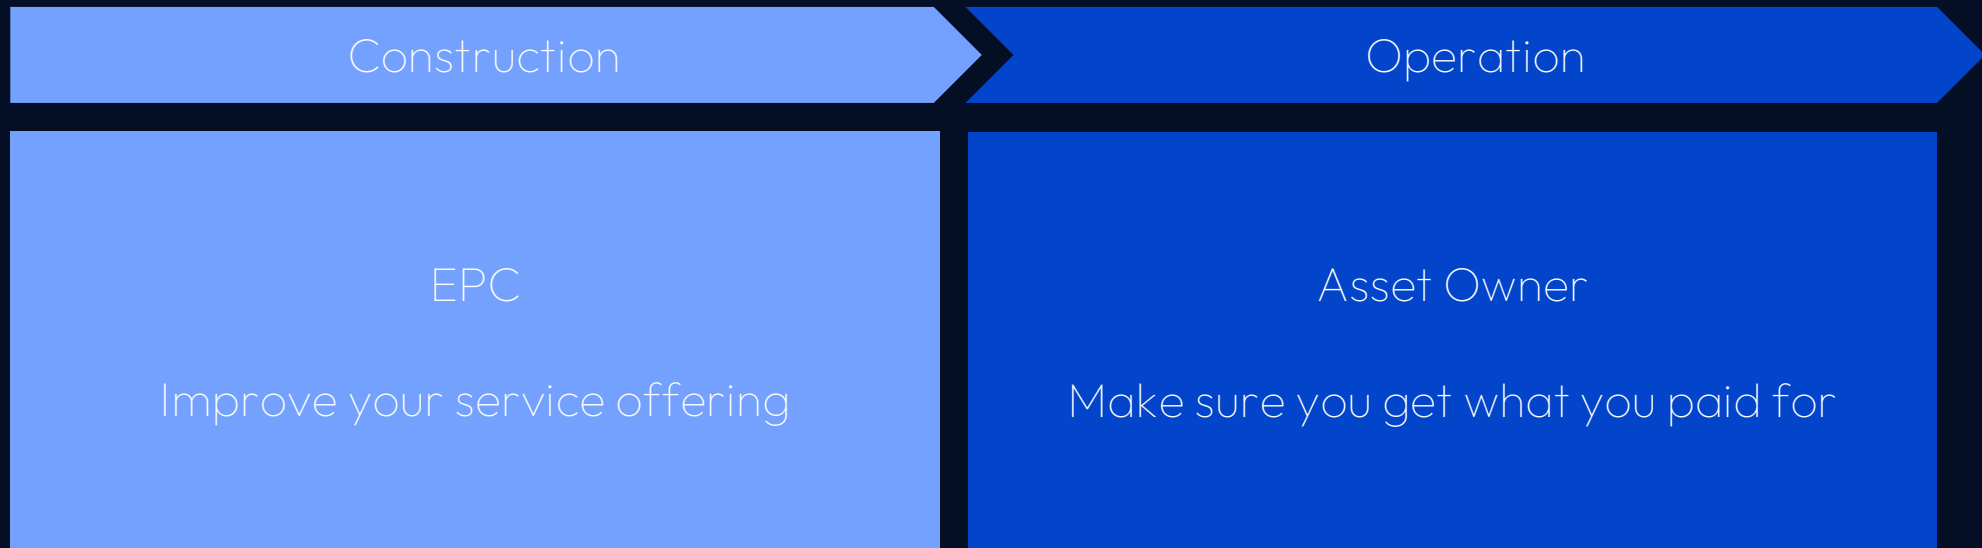 Construction
Operation
EPC
Improve your service offering
Asset Owner
Make sure you get what you paid for